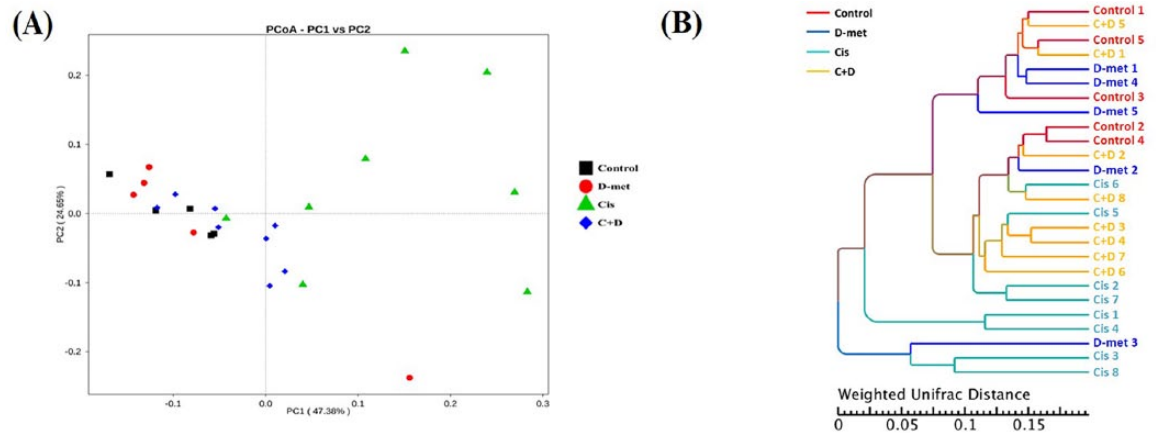 (A)
PCoA - PC1 vs PC2
0.2
0.1
0.0
-0.1
-0.2
PC2 ( 24.65% )
-0.1
0.0
0.1
0.2
0.3
PC1 ( 47.38% )
Control
D-met
Cis
C+D
(B)
Control
D-met
Cis
C+D
Control 1
C+D 5
Control 5
C+D 1
D-met 1
D-met 4
Control 3
D-met 5
Control 2
Control 4
C+D 2
D-met 2
Cis 6
C+D 8
Cis 5
C+D 3
C+D 4
C+D 7
C+D 6
Cis 2
Cis 7
Cis 1
Cis 4
D-met 3
Cis 3
Cis 8
Weighted Unifrac Distance
0 0.05 0.1 0.15